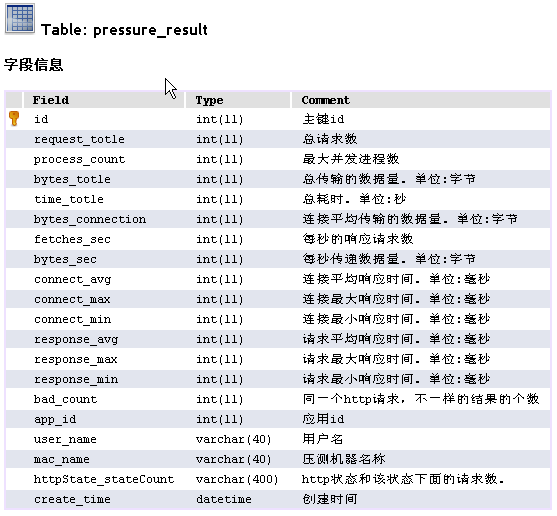 Table: pressure_result
字段信息
Field Type Comment
id int(11) 主键id
request_totle int(11) 总请求数
process_count int(11) 最大并发进程数
bytes_totle int(11) 总传输的数据量。单位:字节
time_totle int(11) 总耗时。单位:秒
bytes_connection int(11) 连接平均传输的数据量。单位:字节
fetches_sec int(11) 每秒的响应请求数
bytes_sec int(11) 每秒传递数据量。单位:字节
connect_avg int(11) 连接平均响应时间。单位:毫秒
connect_max int(11) 连接最大响应时间。单位:毫秒
connect_min int(11) 连接最小响应时间。单位:毫秒
response_avg int(11) 请求平均响应时间。单位:毫秒
response_max int(11) 请求最大响应时间。单位:毫秒
response_min int(11) 请求最小响应时间。单位:毫秒
bad_count int(11) 同一个http请求，不一样的结果的个数
app_id int(11) 应用id
user_name varchar(40) 用户名
mac_name varchar(40) 压测机器名称
httpState_stateCount varchar(400) http状态和该状态下面的请求数。
create_time datetime 创建时间